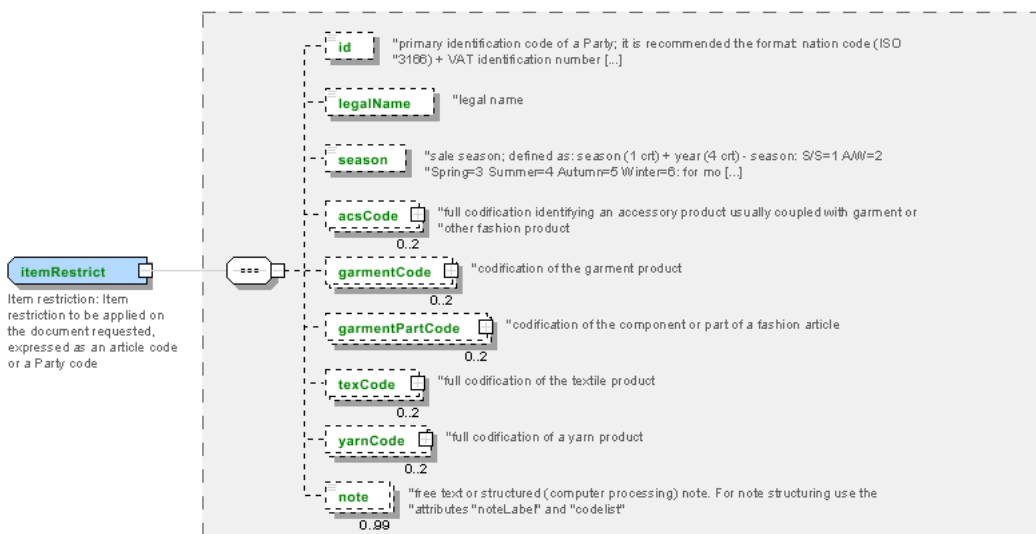 id
"primary identification code of a Party; it is recommended the format: nation code (ISO
"3166) + VAT identification number [...]
legalName
"legal name
season
"sale season; defined as: season (1 crt) + year (4 crt) - season: S/S=1 A/W=2
"Spring=3 Summer=4 Autumn=5 Winter=6: for mo [...]
acsCode
"full codification identifying an accessory product usually coupled with garment or
"other fashion product
0..2
itemRestrict
Item restriction: Item
restriction to be applied on
the document requested,
expressed as an article code
or a Party code
garmentCode
"codification of the garment product
0..2
garmentPartCode
"codification of the component or part of a fashion article
0..2
texCode
"full codification of the textile product
0..2
yarnCode
"full codification of a yarn product
0..2
note
"free text or structured (computer processing) note. For note structuring use the
"attributes "noteLabel" and "codelist"
0..99